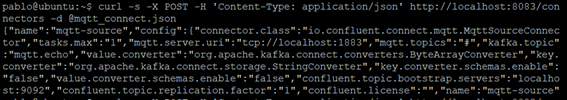 pablo@ubuntu:~$ curl -s -X POST -H 'Content-Type: application/json' http://localhost:8083/con
nectors -d @mqtt_connect.json
{"name":"mqtt-source","config":{"connector.class":"io.confluent.connect.mqtt.MqttSourceConnec
tor","tasks.max":"1","mqtt.server.uri":"tcp://localhost:1883","mqtt.topics":"#","kafka.topic"
:"mqtt.echo","value.converter":"org.apache.kafka.connect.converters.ByteArrayConverter","key.
converter":"org.apache.kafka.connect.storage.StringConverter","key.converter.schemas.enable":
"false","value.converter.schemas.enable":"false","confluent.topic.bootstrap.servers":"localho
st:9092","confluent.topic.replication.factor":"1","confluent.license":"","name":"mqtt-source"